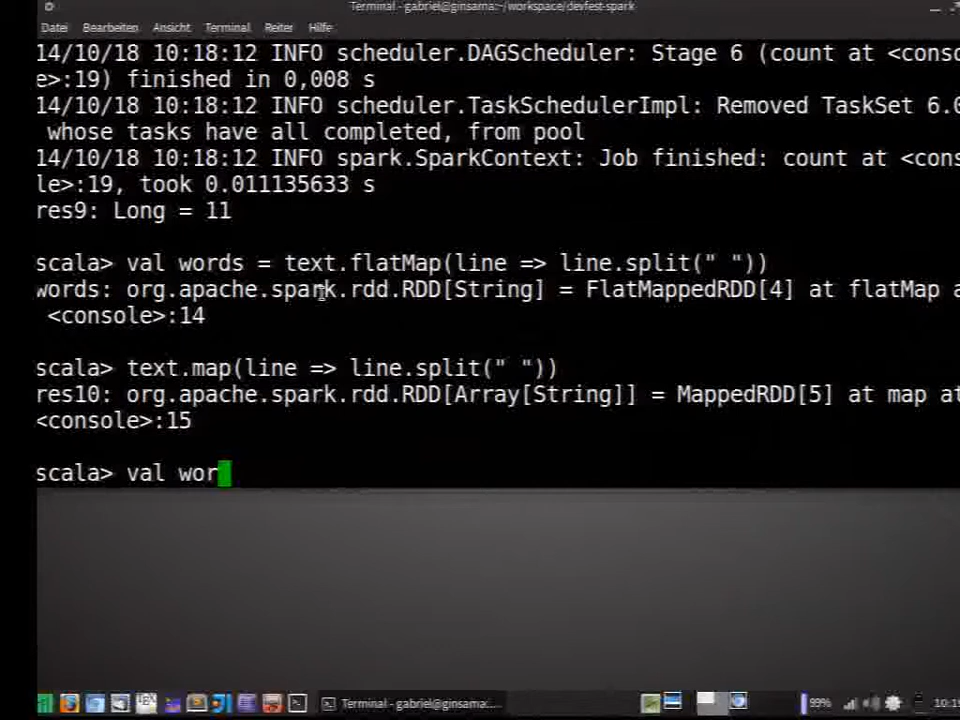 Terminal - gabriel@ginsama:~/workspace/devfest-spark
Datei Bearbeiten Ansicht Terminal Reiter Hilfe
14/10/18 10:18:12 INFO scheduler.DAGScheduler: Stage 6 (count at <conso
e>:19) finished in 0,008 s
14/10/18 10:18:12 INFO scheduler.TaskSchedulerImpl: Removed TaskSet 6.0
whose tasks have all completed, from pool
14/10/18 10:18:12 INFO spark.SparkContext: Job finished: count at <cons
le>:19, took 0.011135633 s
res9: Long = 11
scala> val words = text.flatMap(line => line.split(" "))
words: org.apache.spark.rdd.RDD[String] = FlatMappedRDD[4] at flatMap a
<console>:14
scala> text.map(line => line.split(" "))
res10: org.apache.spark.rdd.RDD[Array[String]] = MappedRDD[5] at map at
<console>:15
scala> val wor
Terminal - gabriel@ginsama:~/workspac... 99% 10:19